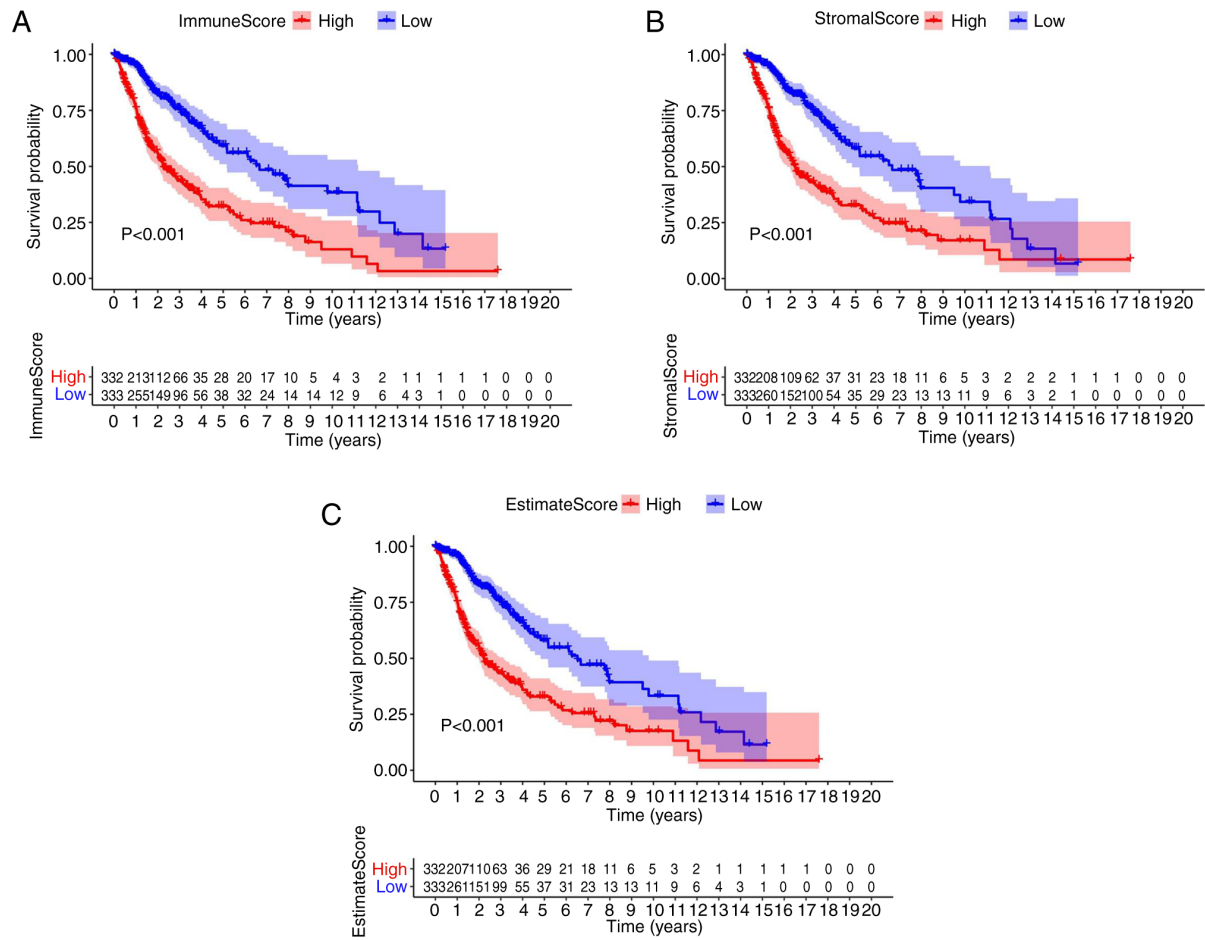 A
ImmuneScore High Low
1.00
0.75
0.50
0.25
0.00
Survival probability
P<0.001
0 1 2 3 4 5 6 7 8 9 10 11 12 13 14 15 16 17 18 19 20
Time (years)
ImmuneScore
High 332 213 112 66 35 28 20 17 10 5 4 3 2 1 1 1 1 1 0 0 0
Low 333 255 149 96 56 38 32 24 14 14 12 9 6 4 3 1 0 0 0 0 0
0 1 2 3 4 5 6 7 8 9 10 11 12 13 14 15 16 17 18 19 20
Time (years)
B
StromalScore High Low
1.00
0.75
0.50
0.25
0.00
Survival probability
P<0.001
0 1 2 3 4 5 6 7 8 9 10 11 12 13 14 15 16 17 18 19 20
Time (years)
StromalScore
High 332 208 109 62 37 31 23 18 11 6 5 3 2 2 2 1 1 1 0 0 0
Low 333 260 152 100 54 35 29 23 13 13 11 9 6 3 2 1 0 0 0 0 0
0 1 2 3 4 5 6 7 8 9 10 11 12 13 14 15 16 17 18 19 20
Time (years)
C
EstimateScore High Low
1.00
0.75
0.50
0.25
0.00
Survival probability
P<0.001
0 1 2 3 4 5 6 7 8 9 10 11 12 13 14 15 16 17 18 19 20
Time (years)
EstimateScore
High 332 207 110 63 36 29 21 18 11 6 5 3 2 1 1 1 1 1 0 0 0
Low 333 261 151 99 55 37 31 23 13 13 11 9 6 4 3 1 0 0 0 0 0
0 1 2 3 4 5 6 7 8 9 10 11 12 13 14 15 16 17 18 19 20
Time (years)